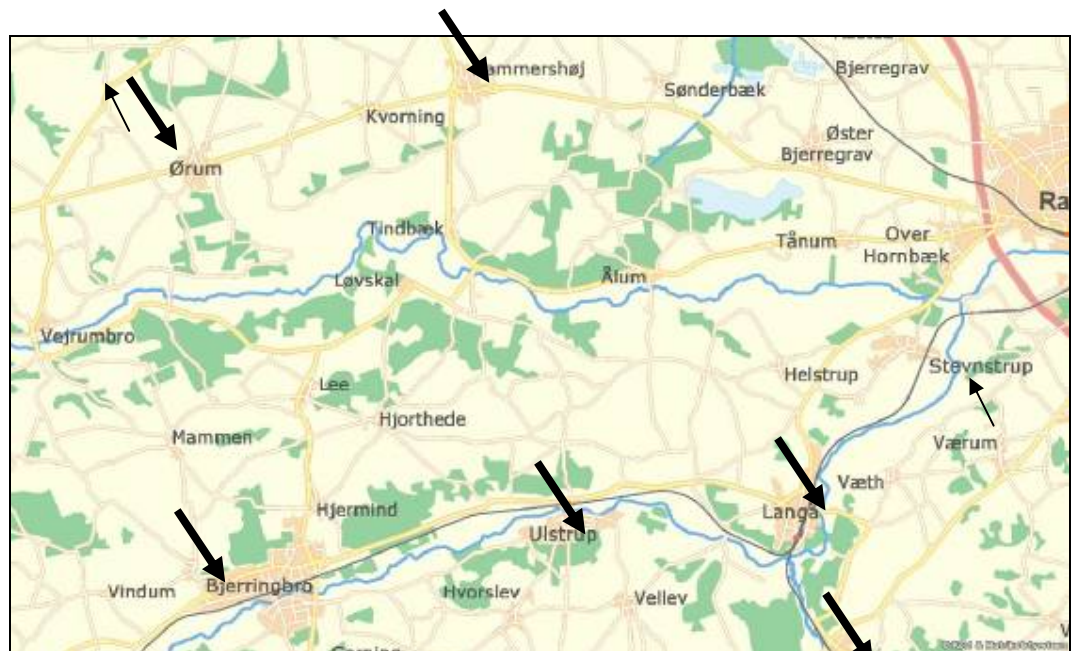 ammershøj
Bjerregrav
Sønderbæk
Kvorning
Øster
Bjerregrav
Ørum
Ra
Tindbæk
Tånum
Over
Hornbæk
Løvskal
Ålum
Vejrumbro
Stevnstrup
Helstrup
Lee
Hjorthede
Mammen
Værum
Væth
Hjermind
Langå
Ulstrup
Bjerringbro
Vindum
Hvorslev
Vellev